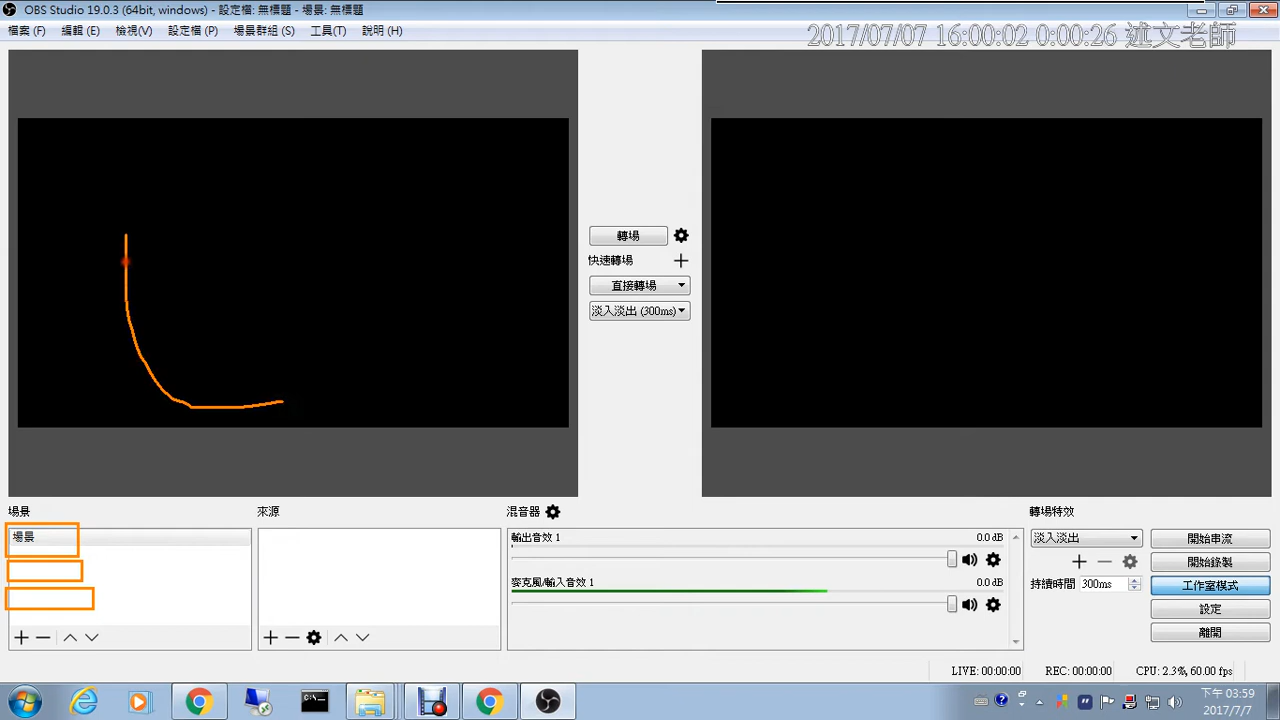 OBS Studio 19.0.3 (64bit, windows) - 設定檔: 無標題 - 場景: 無標題
檔案 (F) 編輯 (E) 檢視(V) 設定檔 (P) 場景群組 (S) 工具(T) 說明 (H)
2017/07/07 16:00:02 0:00:26 述文老師
轉場
快速轉場
直接轉場
淡入淡出 (300ms)
場景
場景
來源
混音器
輸出音效 1 0.0 dB
麥克風/輸入音效 1 0.0 dB
轉場特效
淡入淡出
持續時間 300ms
開始串流
開始錄製
工作室模式
設定
離開
LIVE: 00:00:00 REC: 00:00:00 CPU: 2.3%, 60.00 fps
下午 03:59
2017/7/7